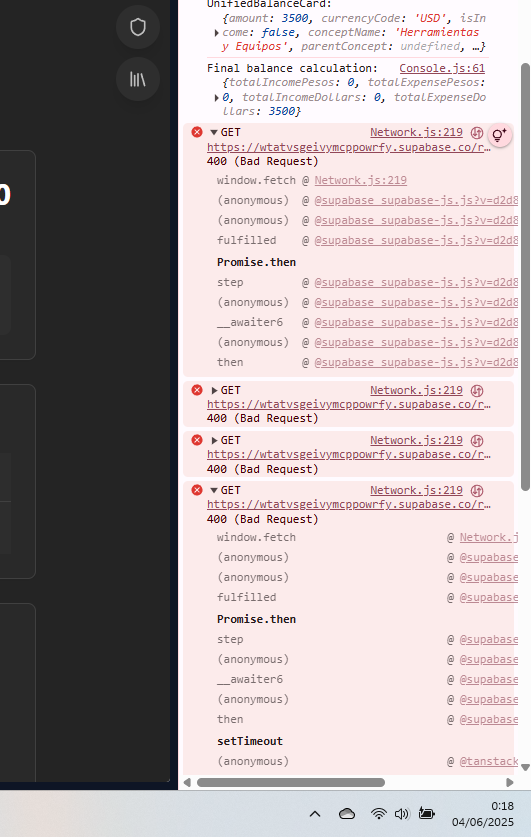 UnifiedBalanceCard:
{amount: 3500, currencyCode: 'USD', isIn
come: false, conceptName: 'Herramientas
y Equipos', parentConcept: undefined, …}
Final balance calculation: Console.js:61
{totalIncomePesos: 0, totalExpensePesos:
0, totalIncomeDollars: 0, totalExpenseDo
llars: 3500}
GET Network.js:219
https://wtatvsgeivymcppowrfy.supabase.co/r…
400 (Bad Request)
window.fetch @ Network.js:219
(anonymous) @ @supabase_supabase-js.js?v=d2d8
(anonymous) @ @supabase_supabase-js.js?v=d2d8
fulfilled @ @supabase_supabase-js.js?v=d2d8
Promise.then
step @ @supabase_supabase-js.js?v=d2d8
(anonymous) @ @supabase_supabase-js.js?v=d2d8
__awaiter6 @ @supabase_supabase-js.js?v=d2d8
(anonymous) @ @supabase_supabase-js.js?v=d2d8
then @ @supabase_supabase-js.js?v=d2d8
GET Network.js:219
https://wtatvsgeivymcppowrfy.supabase.co/r…
400 (Bad Request)
GET Network.js:219
https://wtatvsgeivymcppowrfy.supabase.co/r…
400 (Bad Request)
GET Network.js:219
https://wtatvsgeivymcppowrfy.supabase.co/r…
400 (Bad Request)
window.fetch @ Network.j
(anonymous) @ @supabase
(anonymous) @ @supabase
fulfilled @ @supabase
Promise.then
step @ @supabase
(anonymous) @ @supabase
__awaiter6 @ @supabase
(anonymous) @ @supabase
then @ @supabase
setTimeout
(anonymous) @ @tanstack
0
0:18
04/06/2025